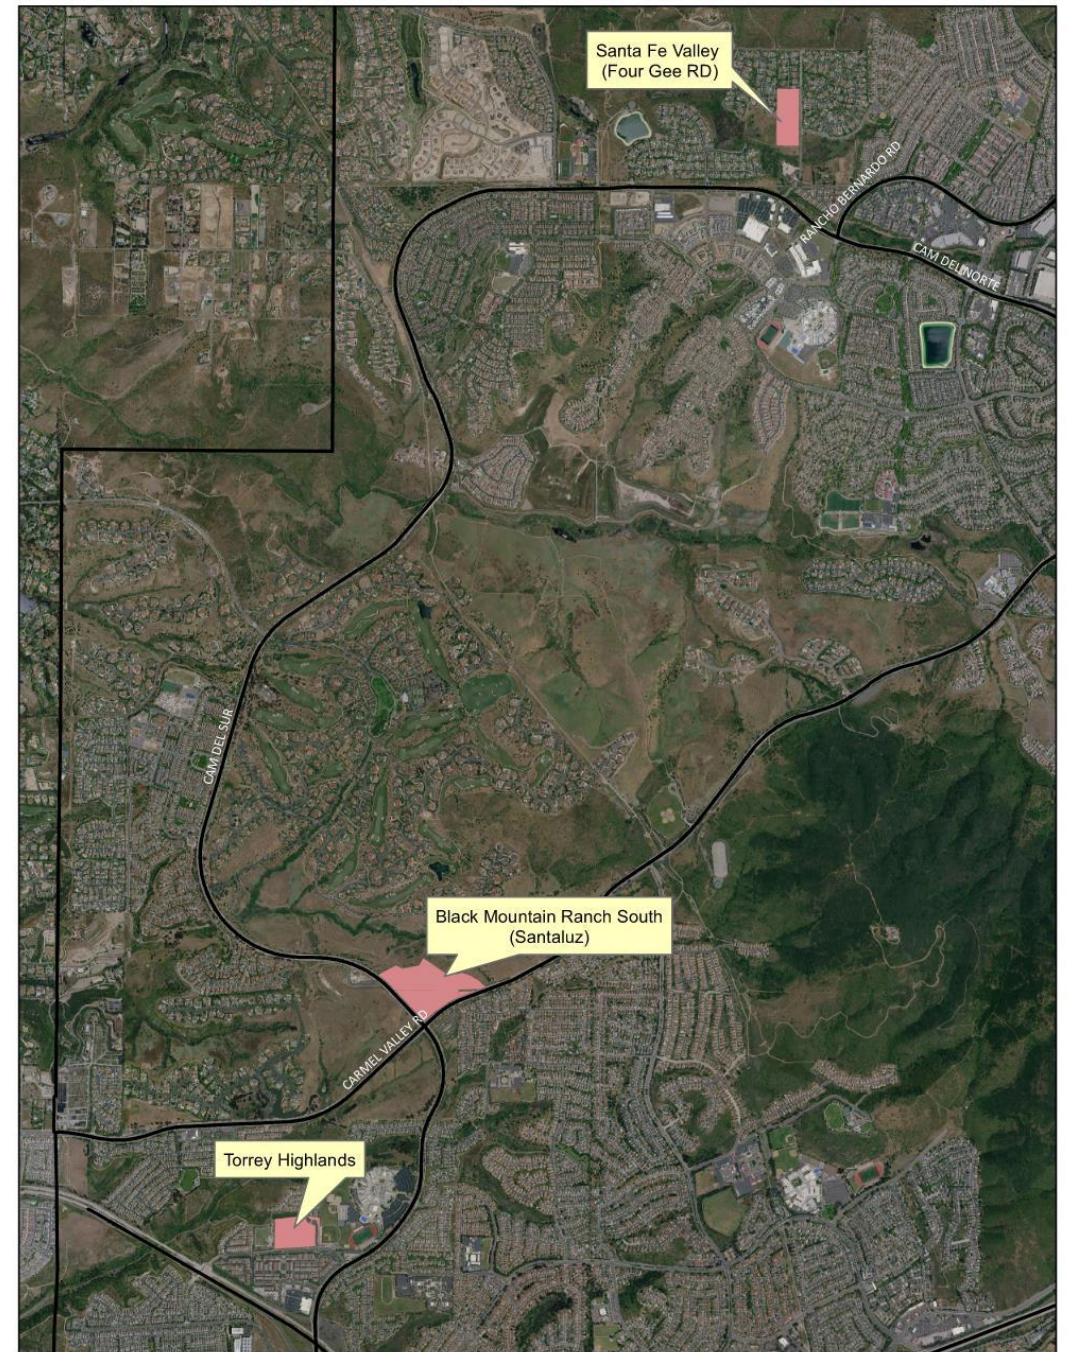 Santa Fe Valley
(Four Gee RD)
RANCHO BERNARDO RD
CAM DEL NORTE
CAM DEL SUR
Black Mountain Ranch South
(Santaluz)
CARMEL VALLEY RD
Torrey Highlands